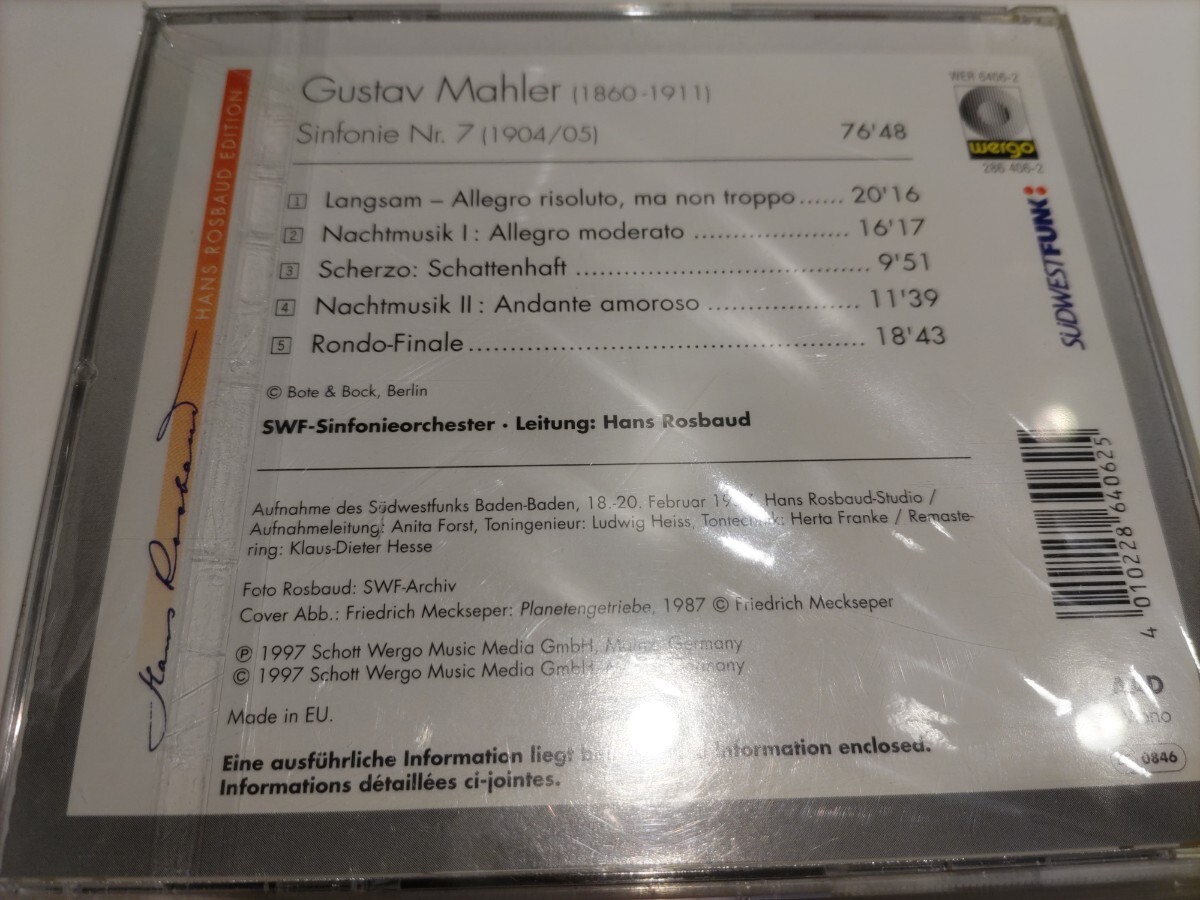 Gustav Mahler (1860-1911)
Sinfonie Nr. 7 (1904/05) 76'48
1 Langsam – Allegro risoluto, ma non troppo...... 20'16
2 Nachtmusik I: Allegro moderato .................... 16'17
3 Scherzo: Schattenhaft ...................................... 9'51
4 Nachtmusik II: Andante amoroso ................... 11'39
5 Rondo-Finale.................................................. 18'43
© Bote & Bock, Berlin
SWF-Sinfonieorchester · Leitung: Hans Rosbaud
Aufnahme des Südwestfunks Baden-Baden, 18.-20. Februar Hans Rosbaud-Studio /
Aufnahmeleitung: Anita Forst, Toningenieur: Ludwig Heiss, Tontechnik: Herta Franke / Remaste-
ring: Klaus-Dieter Hesse
Foto Rosbaud: SWF-Archiv
Cover Abb.: Friedrich Meckseper: Planetengetriebe, 1987 © Friedrich Meckseper
℗ 1997 Schott Wergo Music Media GmbH, Mainz, Germany
© 1997 Schott Wergo Music Media GmbH, Mainz, Germany
Made in EU.
Eine ausführliche Information liegt information enclosed.
Informations détaillées ci-jointes.
HANS ROSBAUD EDITION
Hans Rosbaud
WER 6406-2
wergo
286 406-2
SÜDWESTFUNK
4 010228 640625
0846